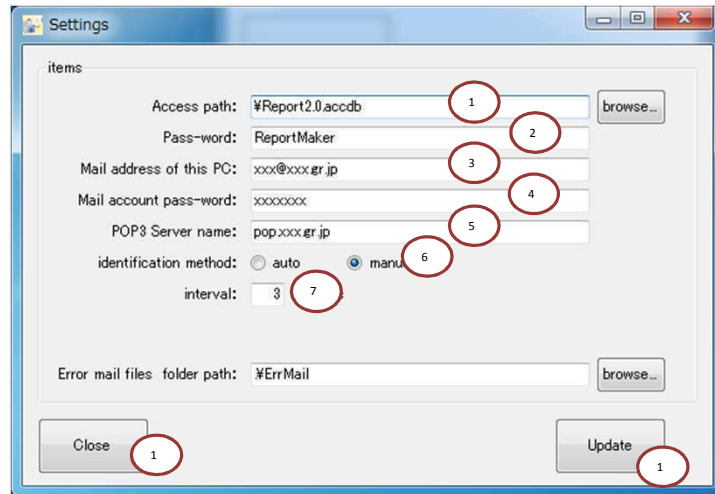 Settings
items
Access path: ¥Report2.0.accdb 1 browse...
Pass-word: ReportMaker 2
Mail address of this PC: xxx@xxx.gr.jp 3
Mail account pass-word: xxxxxxx 4
POP3 Server name: pop.xxx.gr.jp 5
identification method: auto 6
interval: 3 7
Error mail files folder path: .¥ErrMail browse...
Close 1
Update 1